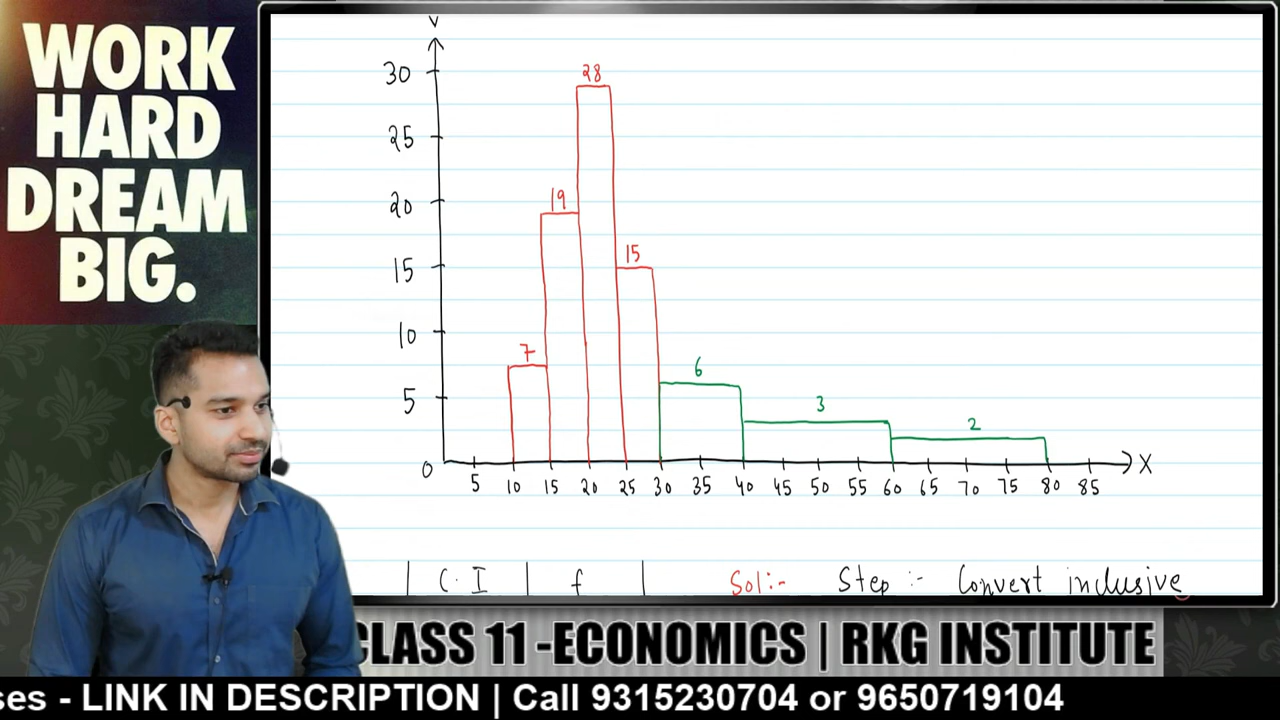 WORK
HARD
DREAM
BIG.
30
28
25
20
19
15
15
10
7
6
5
3
2
0
X
5 10 15 20 25 30 35 40 45 50 55 60 65 70 75 80 85
C.I f Sol:- Step:- Convert inclusive
CLASS 11 -ECONOMICS | RKG INSTITUTE
ses - LINK IN DESCRIPTION | Call 9315230704 or 9650719104